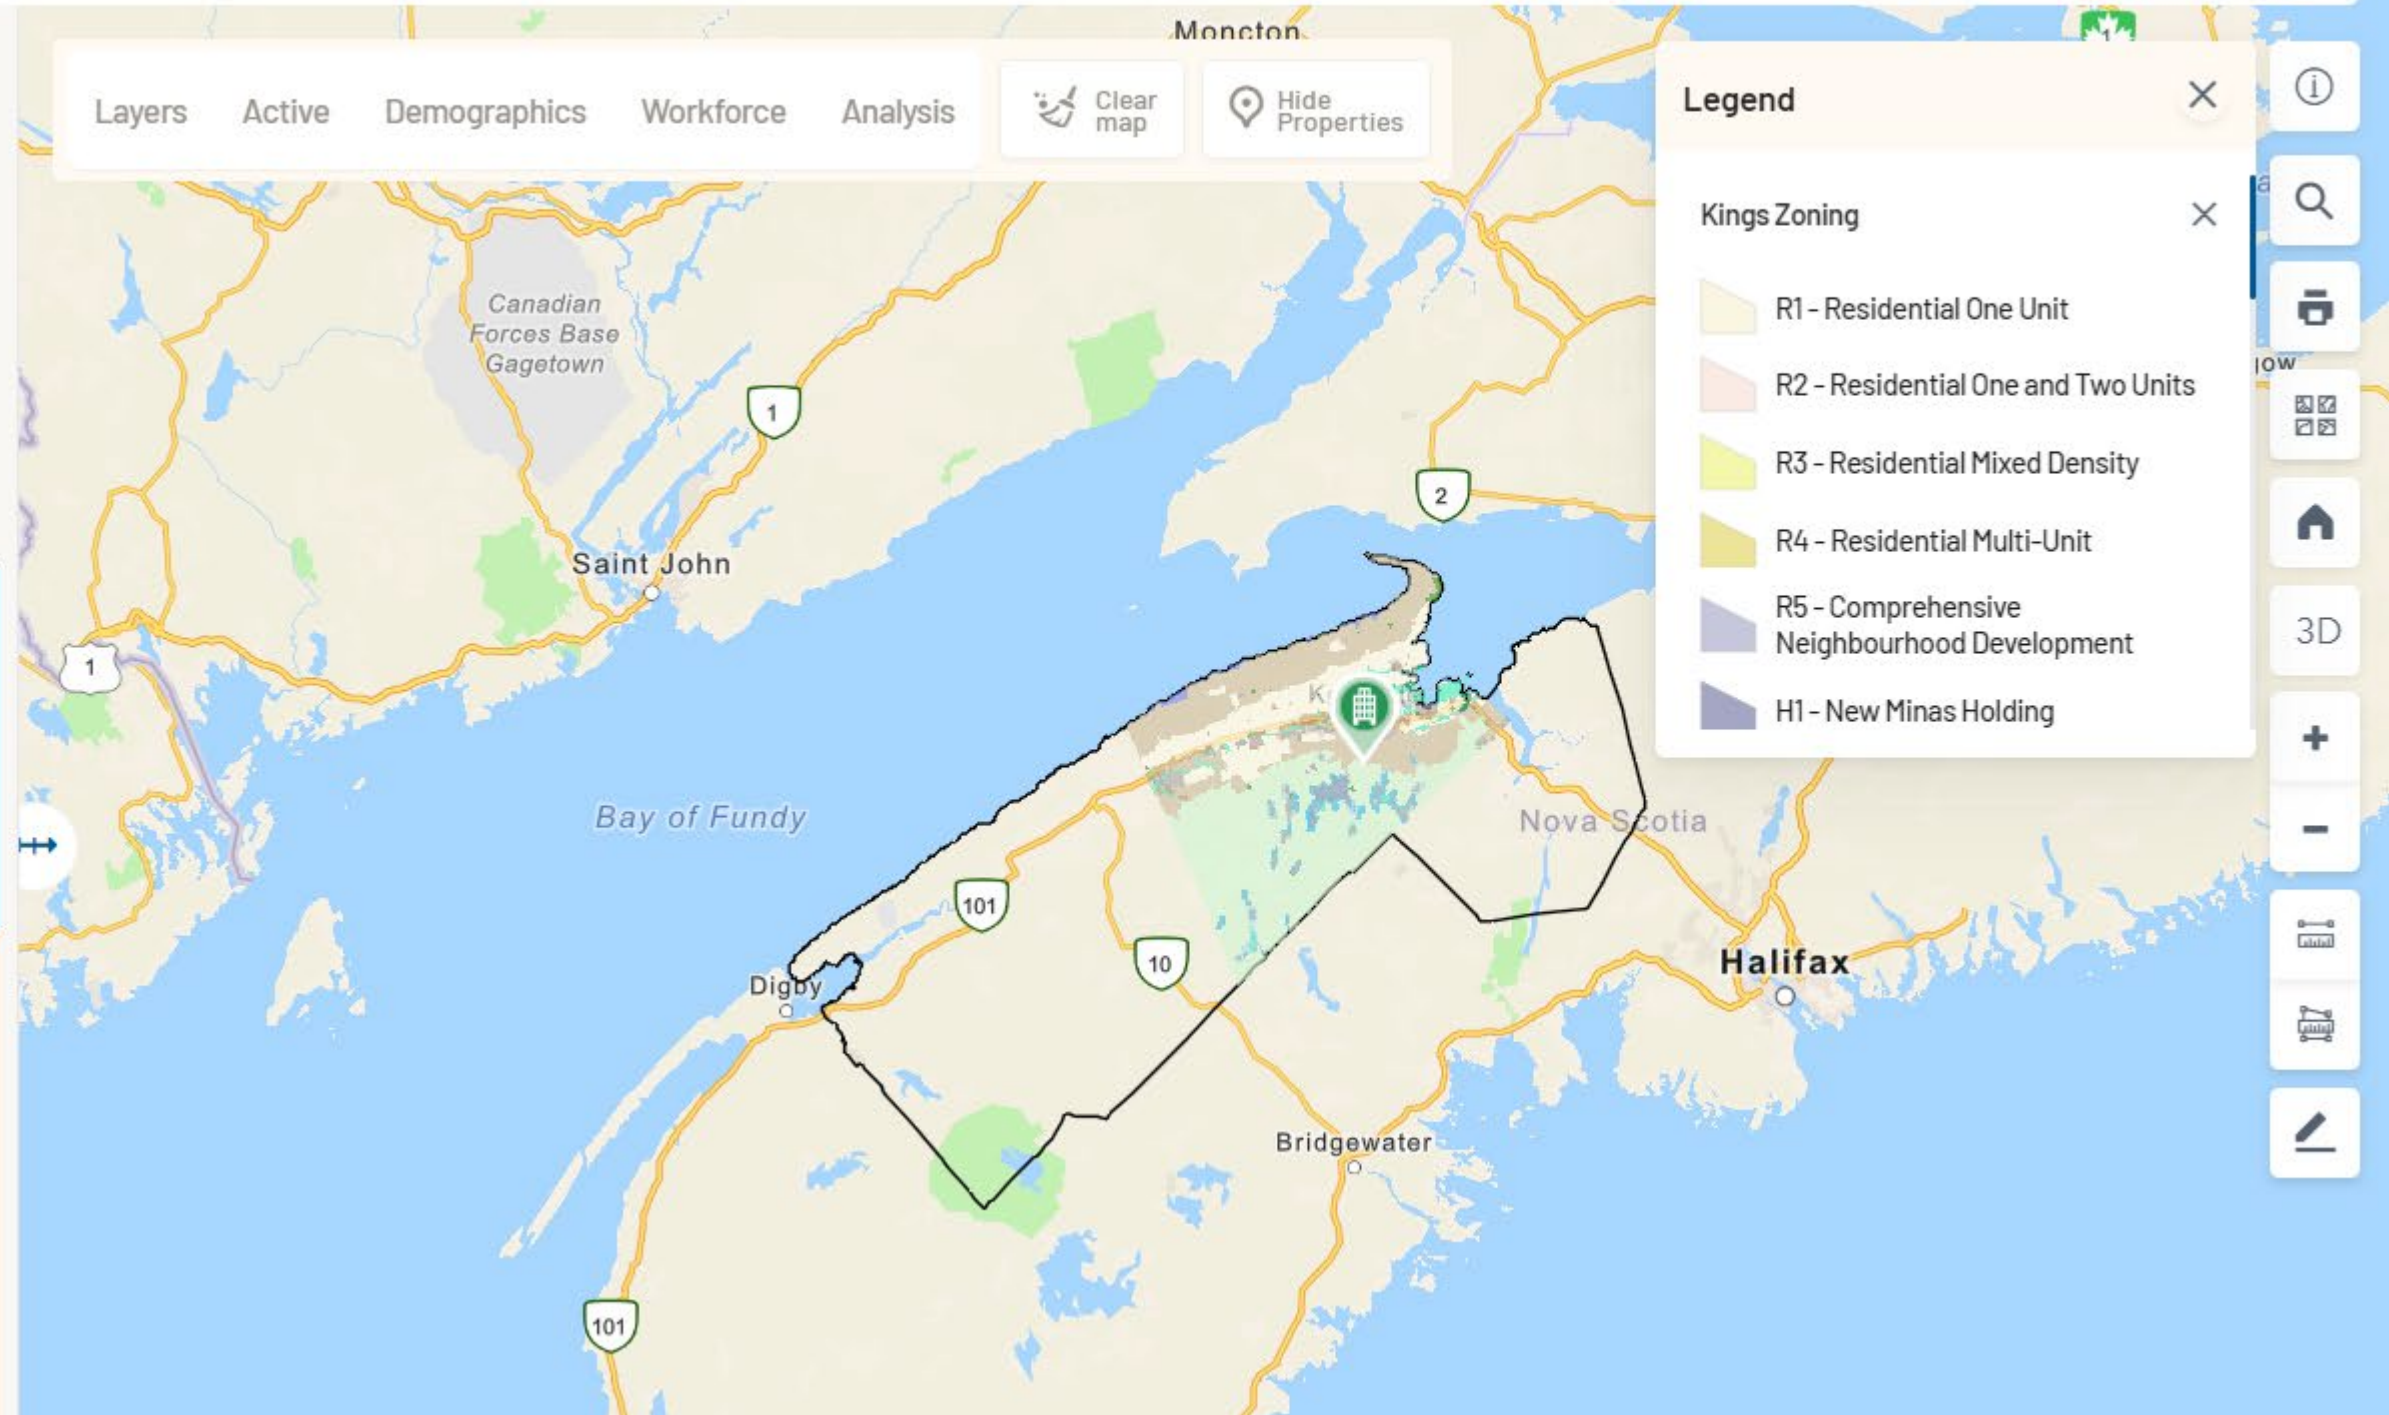 Moncton
1
Layers
Active
Demographics
Workforce
Analysis
Clear
map
Hide
Properties
Legend
Kings Zoning
R1 - Residential One Unit
R2 - Residential One and Two Units
R3 - Residential Mixed Density
R4 - Residential Multi-Unit
R5 - Comprehensive
Neighbourhood Development
H1 - New Minas Holding
3D
Canadian
Forces Base
Gagetown
1
2
Saint John
1
Bay of Fundy
Nova Scotia
101
10
Halifax
Digby
Bridgewater
101